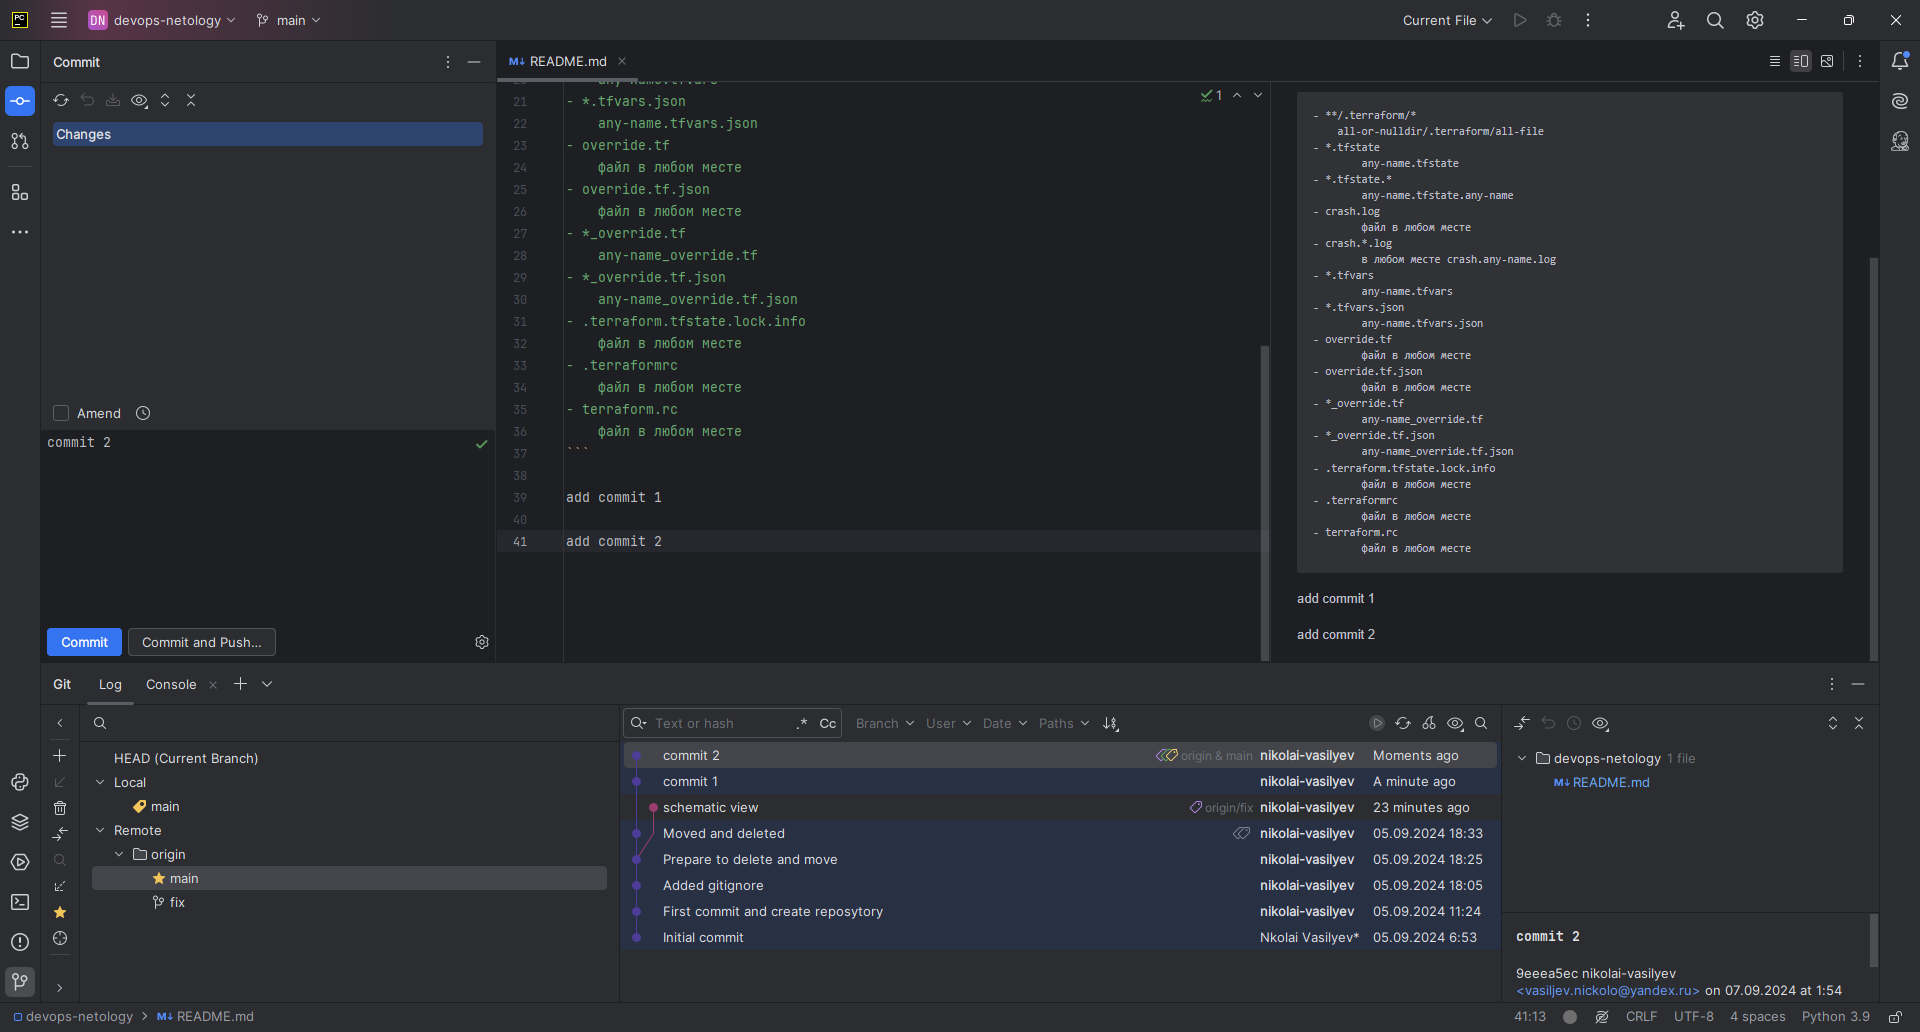 PC
DN devops-netology
main
Current File
Commit
README.md
Changes
Amend
commit 2
Commit
Commit and Push...
1
21 - *.tfvars.json
22 any-name.tfvars.json
23 - override.tf
24 файл в любом месте
25 - override.tf.json
26 файл в любом месте
27 - *_override.tf
28 any-name_override.tf
29 - *_override.tf.json
30 any-name_override.tf.json
31 - .terraform.tfstate.lock.info
32 файл в любом месте
33 - .terraformrc
34 файл в любом месте
35 - terraform.rc
36 файл в любом месте
37 ```
38
39 add commit 1
40
41 add commit 2
- **/.terraform/*
all-or-nulldir/.terraform/all-file
- *.tfstate
any-name.tfstate
- *.tfstate.*
any-name.tfstate.any-name
- crash.log
файл в любом месте
- crash.*.log
в любом месте crash.any-name.log
- *.tfvars
any-name.tfvars
- *.tfvars.json
any-name.tfvars.json
- override.tf
файл в любом месте
- override.tf.json
файл в любом месте
- *_override.tf
any-name_override.tf
- *_override.tf.json
any-name_override.tf.json
- .terraform.tfstate.lock.info
файл в любом месте
- .terraformrc
файл в любом месте
- terraform.rc
файл в любом месте
add commit 1
add commit 2
Git
Log
Console
HEAD (Current Branch)
Local
main
Remote
origin
main
fix
Text or hash
.*
Cc
Branch
User
Date
Paths
commit 2 origin & main nikolai-vasilyev Moments ago
commit 1 nikolai-vasilyev A minute ago
schematic view origin/fix nikolai-vasilyev 23 minutes ago
Moved and deleted nikolai-vasilyev 05.09.2024 18:33
Prepare to delete and move nikolai-vasilyev 05.09.2024 18:25
Added gitignore nikolai-vasilyev 05.09.2024 18:05
First commit and create reposytory nikolai-vasilyev 05.09.2024 11:24
Initial commit Nkolai Vasilyev* 05.09.2024 6:53
devops-netology 1 file
README.md
commit 2
9eeea5ec nikolai-vasilyev
<vasiljev.nickolo@yandex.ru> on 07.09.2024 at 1:54
devops-netology > README.md
41:13
CRLF
UTF-8
4 spaces
Python 3.9